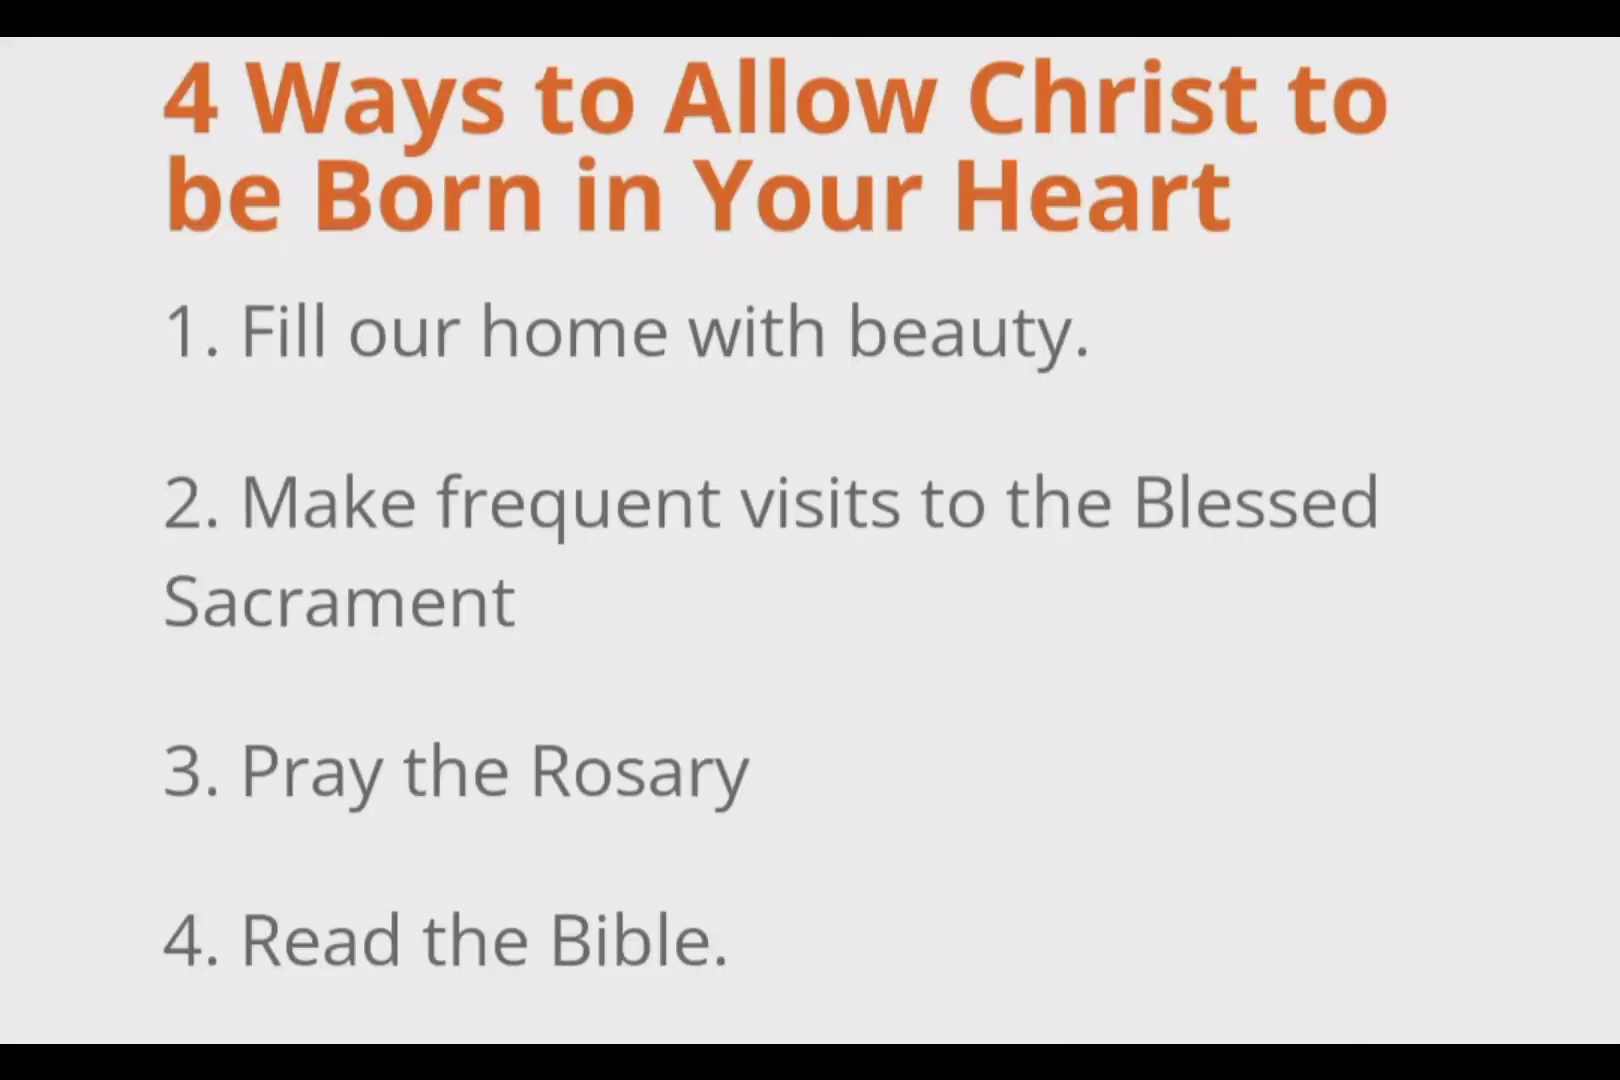 4 Ways to Allow Christ to
be Born in Your Heart
1. Fill our home with beauty.
2. Make frequent visits to the Blessed
Sacrament
3. Pray the Rosary
4. Read the Bible.